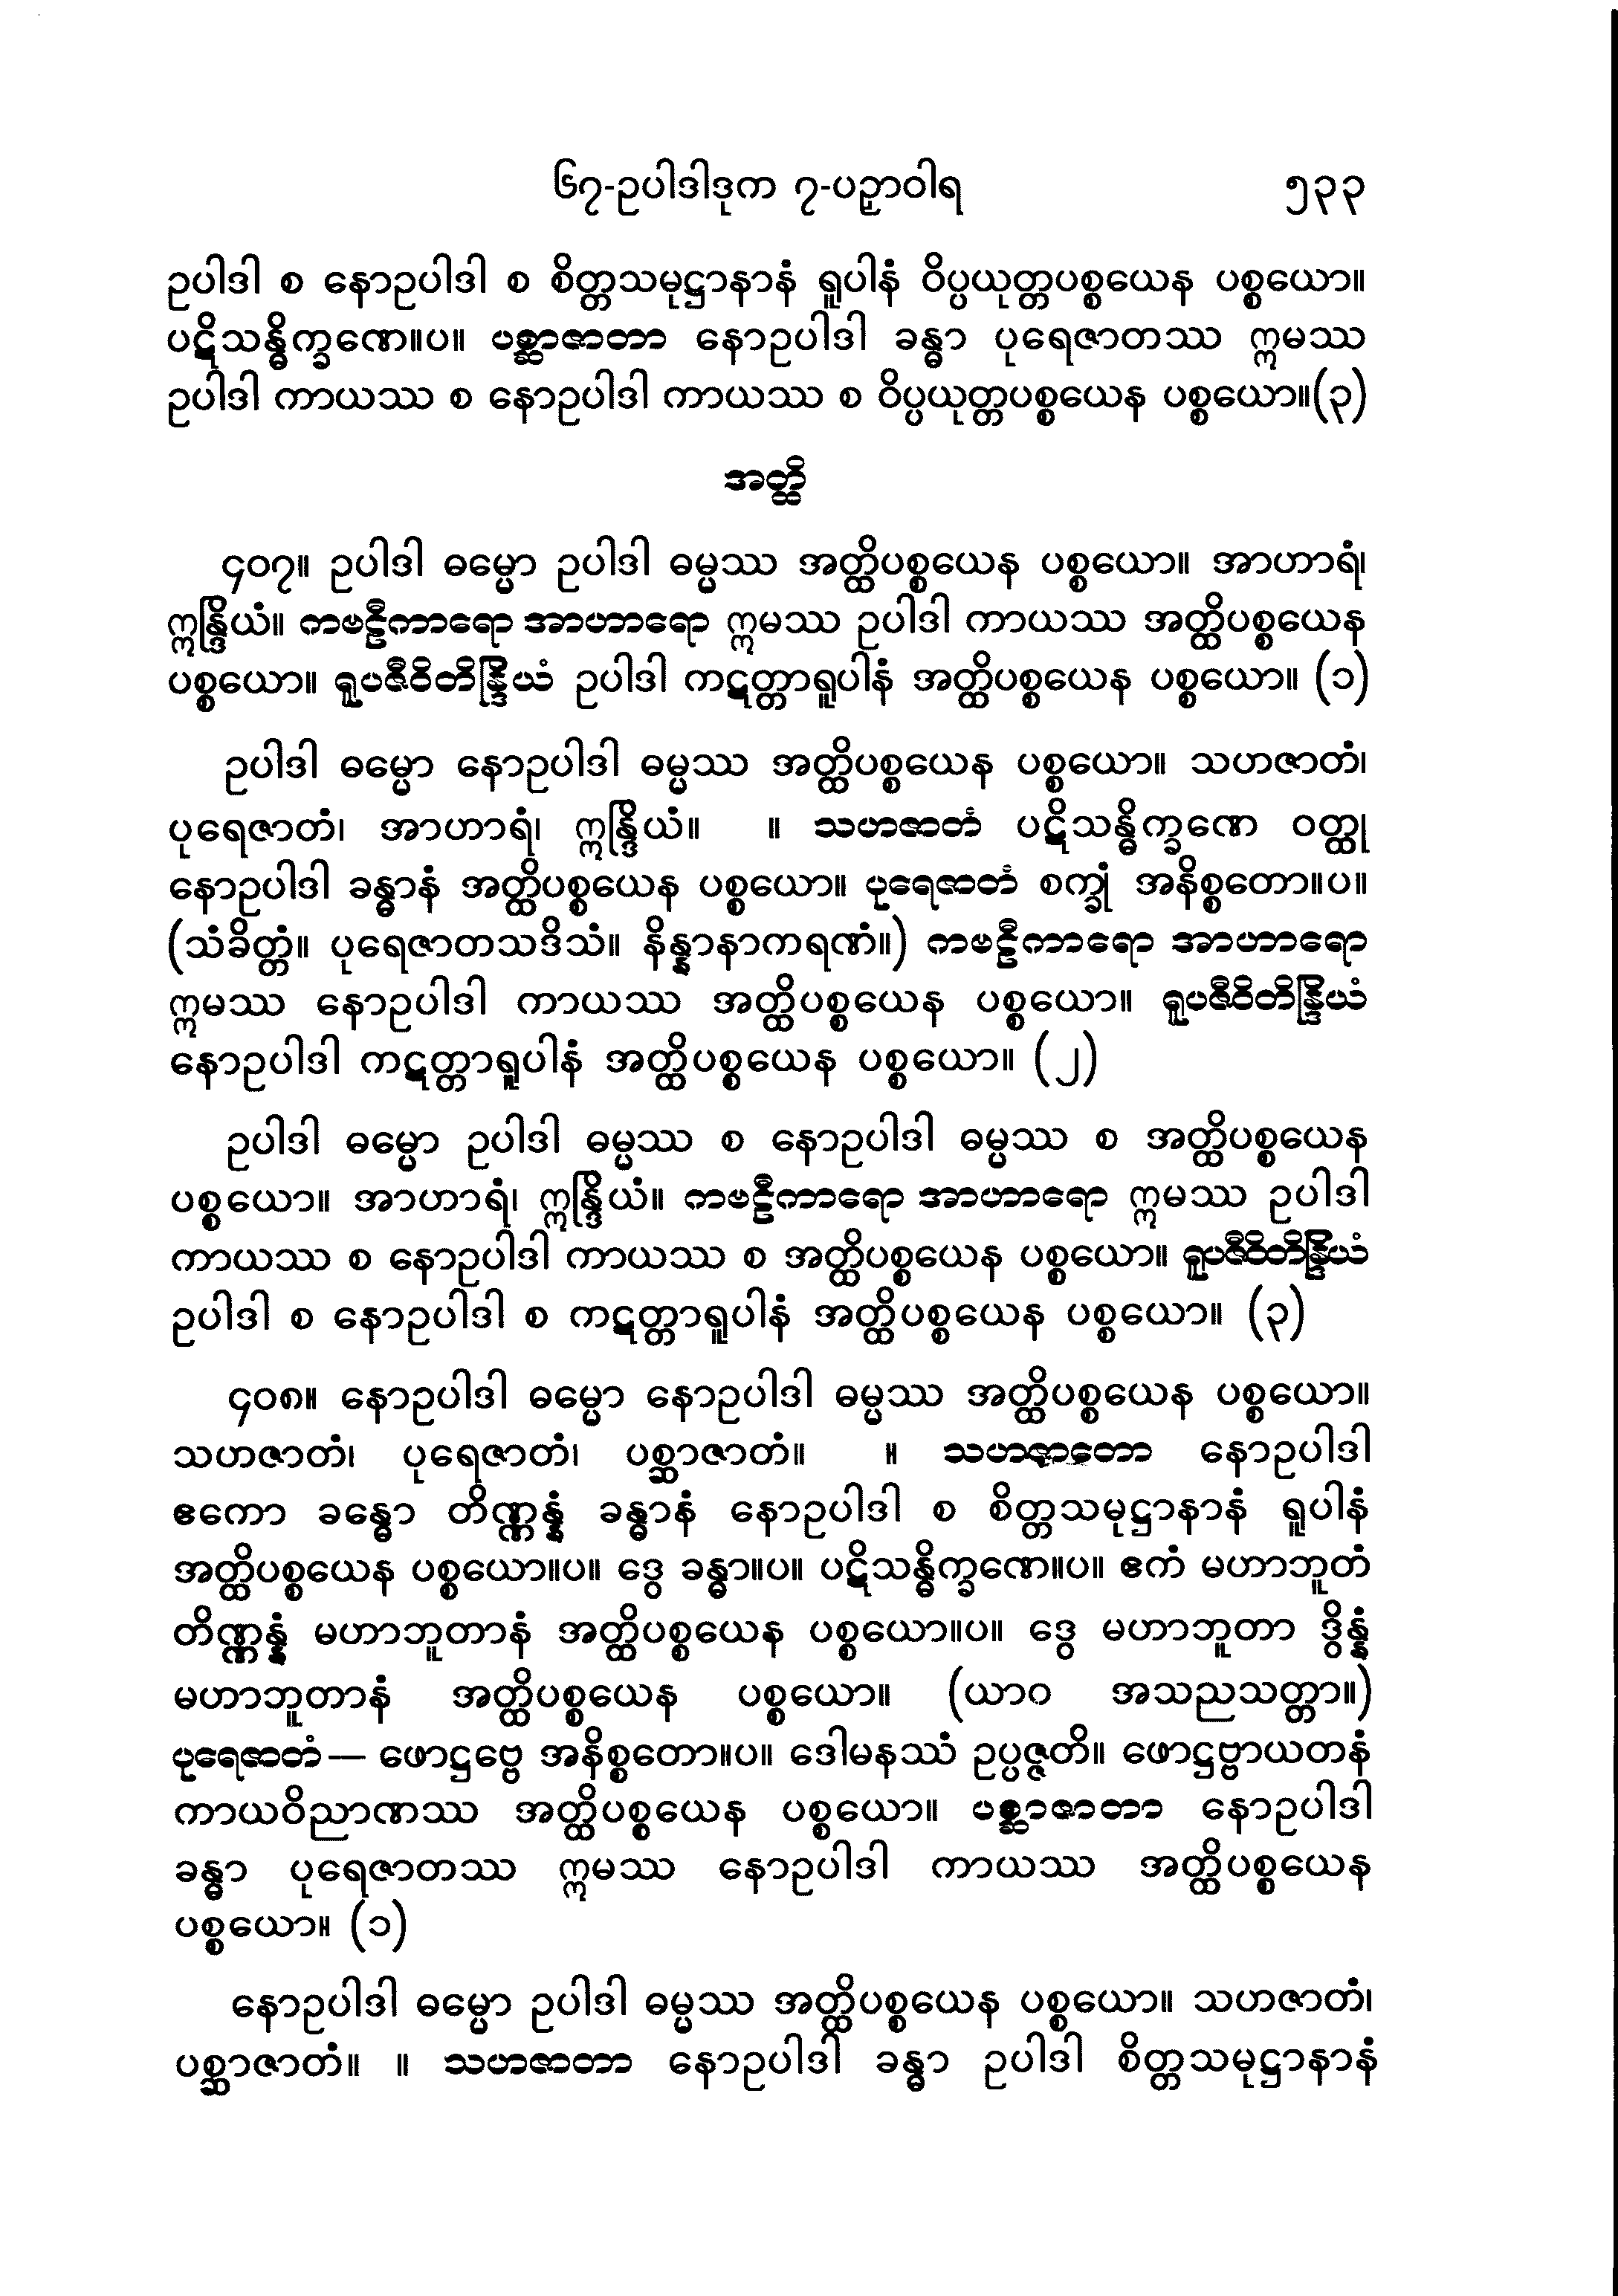 ၆၇-ဥပါဒါဒုက ၇-ပဉှာဝါရ ၅၃၃
ဥပါဒါ စ နောဥပါဒါ စ စိတ္တသမုဋ္ဌာနာနံ ရူပါနံ ဝိပ္ပယုတ္တပစ္စယေန ပစ္စယော။
ပဋိသန္ဓိက္ခဏေ။ပ။ ပစ္ဆာဇာတာ နောဥပါဒါ ခန္ဓာ ပုရေဇာတဿ ဣမဿ
ဥပါဒါ ကာယဿ စ နောဥပါဒါ ကာယဿ စ ဝိပ္ပယုတ္တပစ္စယေန ပစ္စယော။(၃)
အတ္ထိ
၄၀၇။ ဥပါဒါ ဓမ္မော ဥပါဒါ ဓမ္မဿ အတ္ထိပစ္စယေန ပစ္စယော။ အာဟာရံ၊
ဣန္ဒြိယံ။ ကဗဠီကာရော အာဟာရော ဣမဿ ဥပါဒါ ကာယဿ အတ္ထိပစ္စယေန
ပစ္စယော။ ရူပဇီဝိတိန္ဒြိယံ ဥပါဒါ ကဋတ္တာရူပါနံ အတ္ထိပစ္စယေန ပစ္စယော။ (၁)
ဥပါဒါ ဓမ္မော နောဥပါဒါ ဓမ္မဿ အတ္ထိပစ္စယေန ပစ္စယော။ သဟဇာတံ၊
ပုရေဇာတံ၊ အာဟာရံ၊ ဣန္ဒြိယံ။ ။ သဟဇာတံ ပဋိသန္ဓိက္ခဏေ ဝတ္ထု
နောဥပါဒါ ခန္ဓာနံ အတ္ထိပစ္စယေန ပစ္စယော။ ပုရေဇာတံ စက္ခုံ အနိစ္စတော။ပ။
(သံခိတ္တံ။ ပုရေဇာတသဒိသံ။ နိန္နာနာကရဏံ။) ကဗဠီကာရော အာဟာရော
ဣမဿ နောဥပါဒါ ကာယဿ အတ္ထိပစ္စယေန ပစ္စယော။ ရူပဇီဝိတိန္ဒြိယံ
နောဥပါဒါ ကဋတ္တာရူပါနံ အတ္ထိပစ္စယေန ပစ္စယော။ (၂)
ဥပါဒါ ဓမ္မော ဥပါဒါ ဓမ္မဿ စ နောဥပါဒါ ဓမ္မဿ စ အတ္ထိပစ္စယေန
ပစ္စယော။ အာဟာရံ၊ ဣန္ဒြိယံ။ ကဗဠီကာရော အာဟာရော ဣမဿ ဥပါဒါ
ကာယဿ စ နောဥပါဒါ ကာယဿ စ အတ္ထိပစ္စယေန ပစ္စယော။ ရူပဇီဝိတိန္ဒြိယံ
ဥပါဒါ စ နောဥပါဒါ စ ကဋတ္တာရူပါနံ အတ္ထိပစ္စယေန ပစ္စယော။ (၃)
၄၀၈။ နောဥပါဒါ ဓမ္မော နောဥပါဒါ ဓမ္မဿ အတ္ထိပစ္စယေန ပစ္စယော။
သဟဇာတံ၊ ပုရေဇာတံ၊ ပစ္ဆာဇာတံ။ ။ သဟဇာတော နောဥပါဒါ
ဧကော ခန္ဓော တိဏ္ဏန္နံ ခန္ဓာနံ နောဥပါဒါ စ စိတ္တသမုဋ္ဌာနာနံ ရူပါနံ
အတ္ထိပစ္စယေန ပစ္စယော။ပ။ ဒွေ ခန္ဓာ။ပ။ ပဋိသန္ဓိက္ခဏေ။ပ။ ဧကံ မဟာဘူတံ
တိဏ္ဏန္နံ မဟာဘူတာနံ အတ္ထိပစ္စယေန ပစ္စယော။ပ။ ဒွေ မဟာဘူတာ ဒွိန္နံ
မဟာဘူတာနံ အတ္ထိပစ္စယေန ပစ္စယော။ (ယာဝ အသညသတ္တာ။)
ပုရေဇာတံ— ဖောဋ္ဌဗ္ဗေ အနိစ္စတော။ပ။ ဒေါမနဿံ ဥပ္ပဇ္ဇတိ။ ဖောဋ္ဌဗ္ဗာယတနံ
ကာယဝိညာဏဿ အတ္ထိပစ္စယေန ပစ္စယော။ ပစ္ဆာဇာတာ နောဥပါဒါ
ခန္ဓာ ပုရေဇာတဿ ဣမဿ နောဥပါဒါ ကာယဿ အတ္ထိပစ္စယေန
ပစ္စယော။ (၁)
နောဥပါဒါ ဓမ္မော ဥပါဒါ ဓမ္မဿ အတ္ထိပစ္စယေန ပစ္စယော။ သဟဇာတံ၊
ပစ္ဆာဇာတံ။ ။ သဟဇာတာ နောဥပါဒါ ခန္ဓာ ဥပါဒါ စိတ္တသမုဋ္ဌာနာနံ